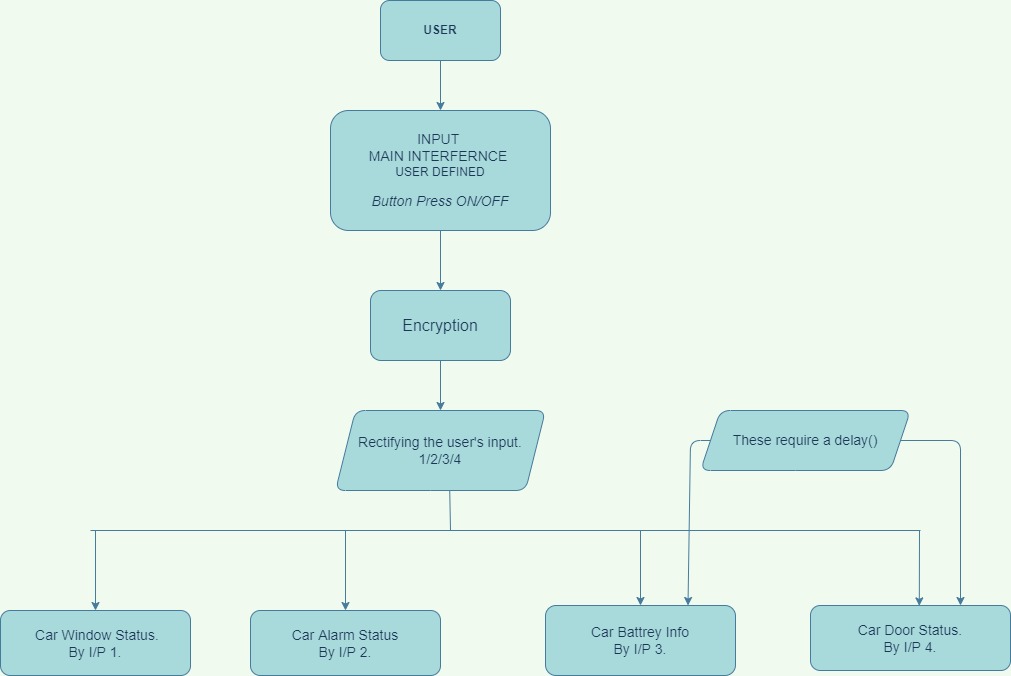 USER
INPUT
MAIN INTERFERNCE
USER DEFINED
Button Press ON/OFF
Encryption
Rectifying the user's input.
1/2/3/4
These require a delay()
Car Window Status.
By I/P 1.
Car Alarm Status
By I/P 2.
Car Battrey Info
By I/P 3.
Car Door Status.
By I/P 4.